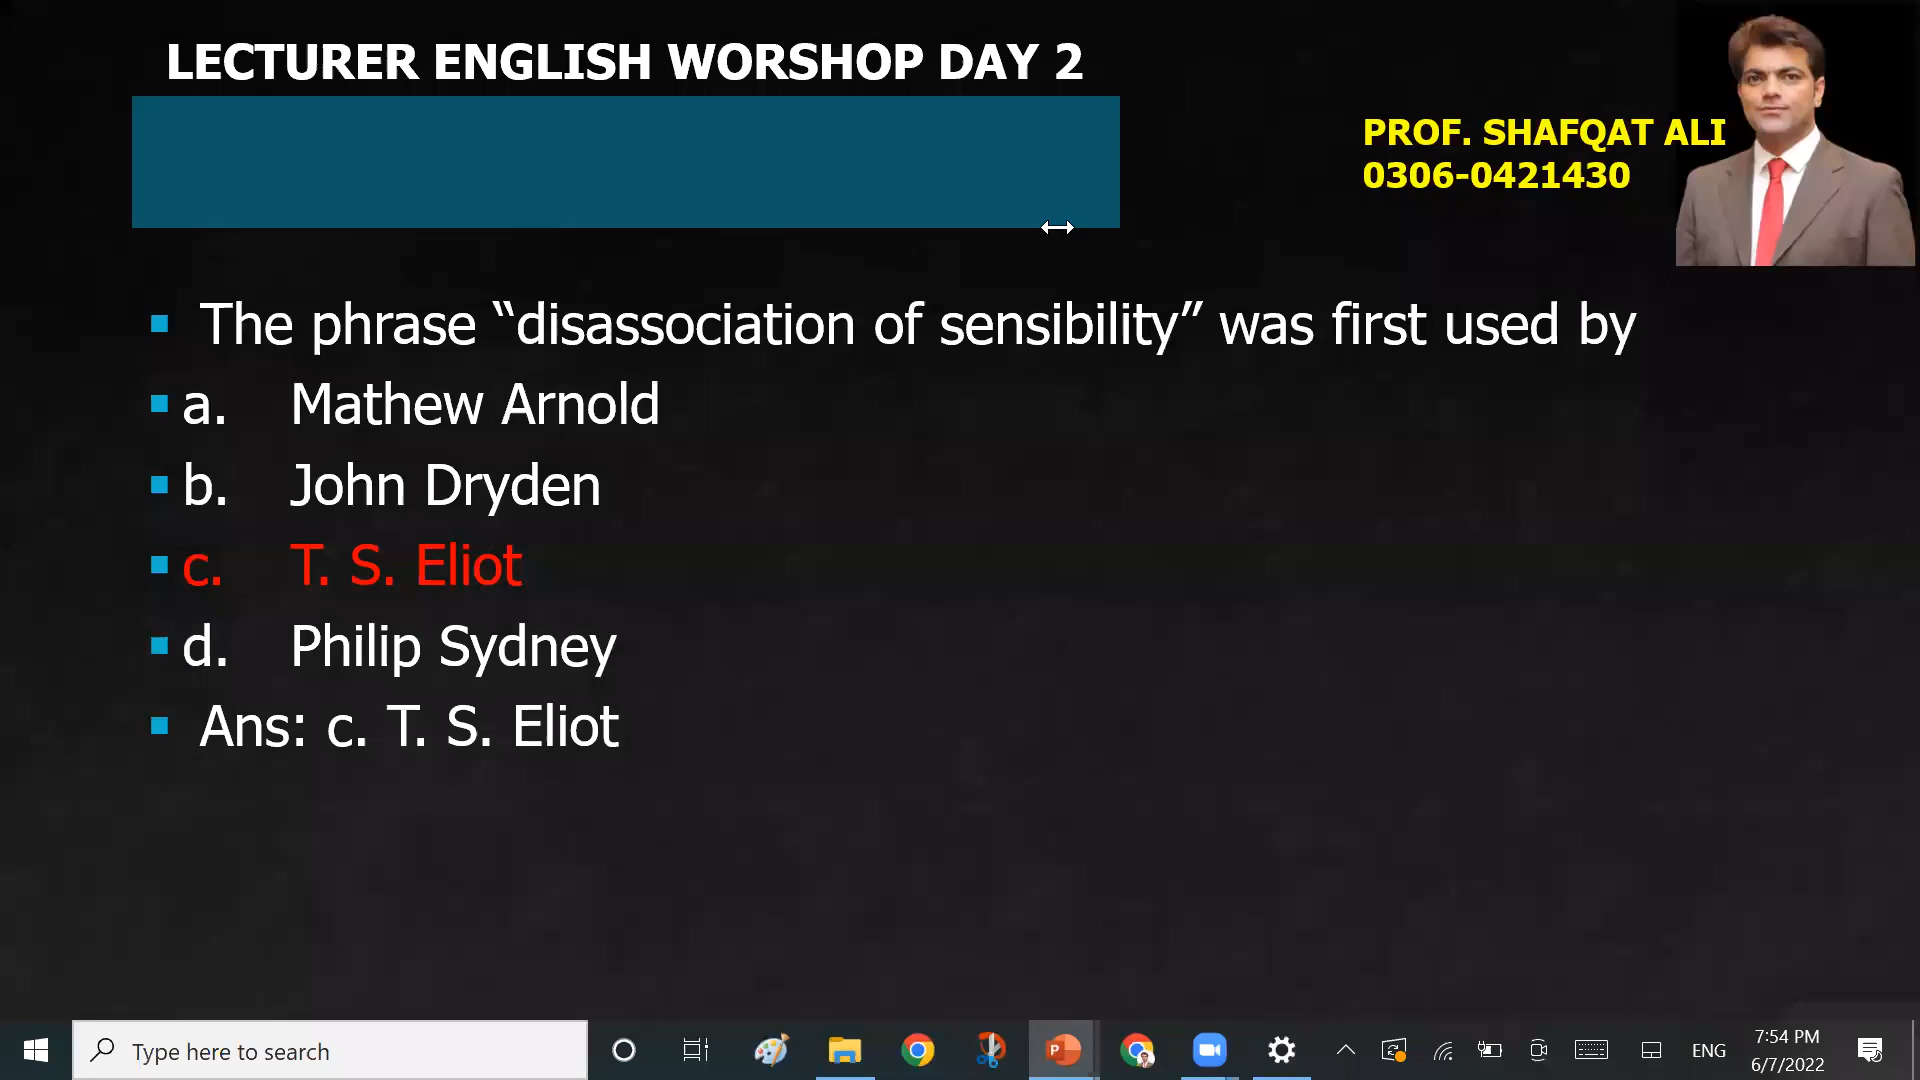 LECTURER ENGLISH WORSHOP DAY 2
PROF. SHAFQAT ALI
0306-0421430
The phrase “disassociation of sensibility” was first used by
a. Mathew Arnold
b. John Dryden
c. T. S. Eliot
d. Philip Sydney
Ans: c. T. S. Eliot
Type here to search
ENG
7:54 PM
6/7/2022